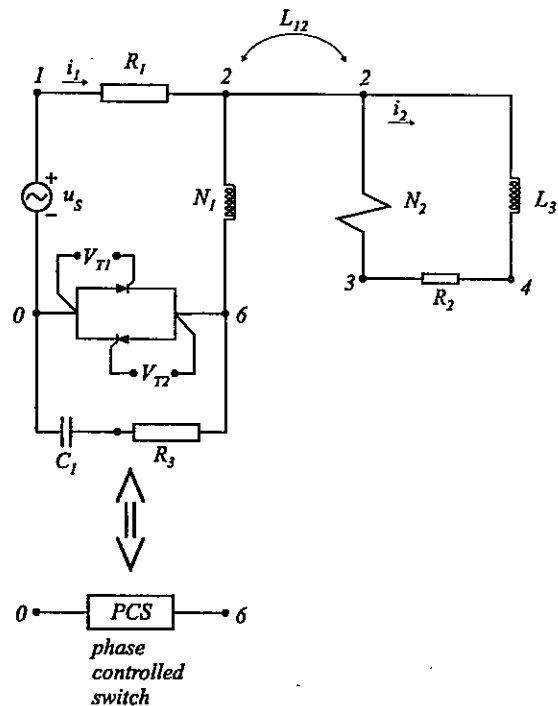 L12
1
i1
R1
2
2
i2
+
uS
−
N1
N2
L3
VT1
3
R2
4
0
6
VT2
C1
R3
0
PCS
6
phase
controlled
switch